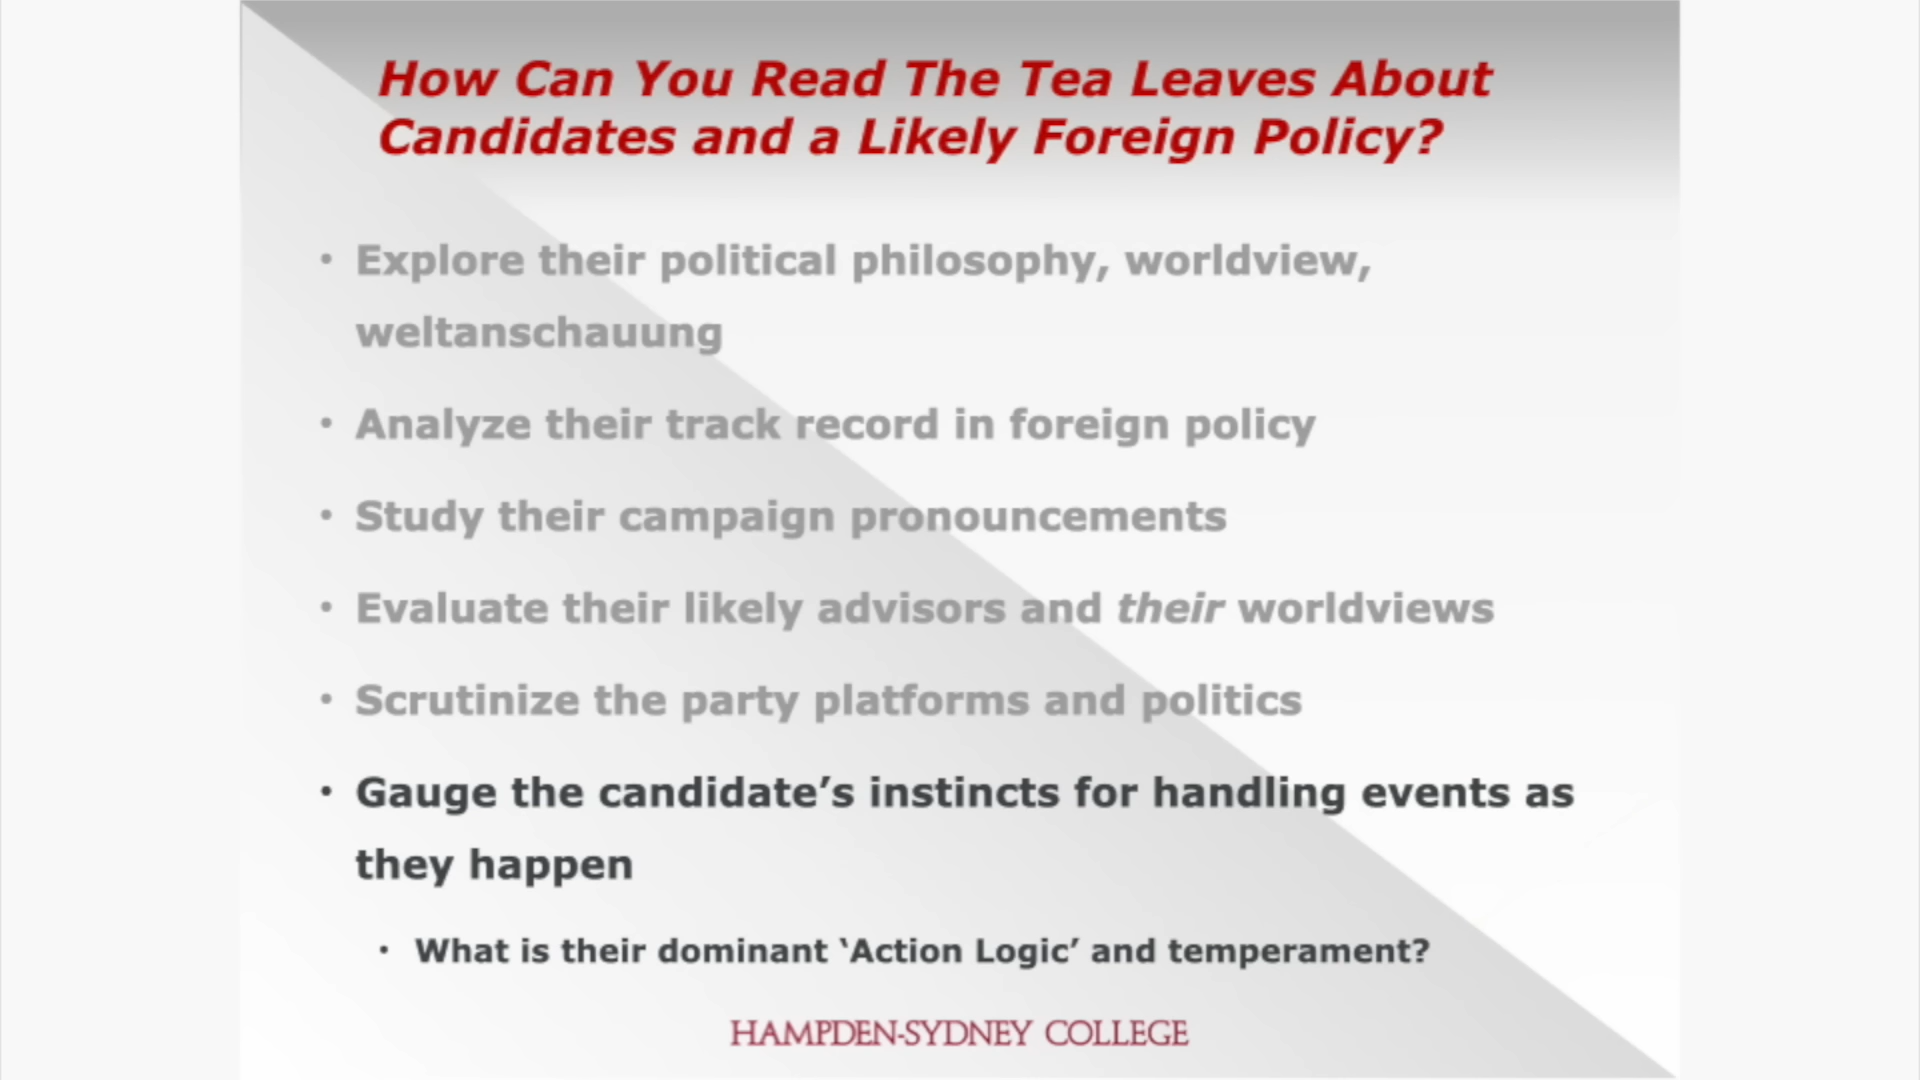 How Can You Read The Tea Leaves About
Candidates and a Likely Foreign Policy?
• Explore their political philosophy, worldview,
weltanschauung
• Analyze their track record in foreign policy
• Study their campaign pronouncements
• Evaluate their likely advisors and their worldviews
• Scrutinize the party platforms and politics
• Gauge the candidate’s instincts for handling events as
they happen
• What is their dominant ‘Action Logic’ and temperament?
HAMPDEN-SYDNEY COLLEGE